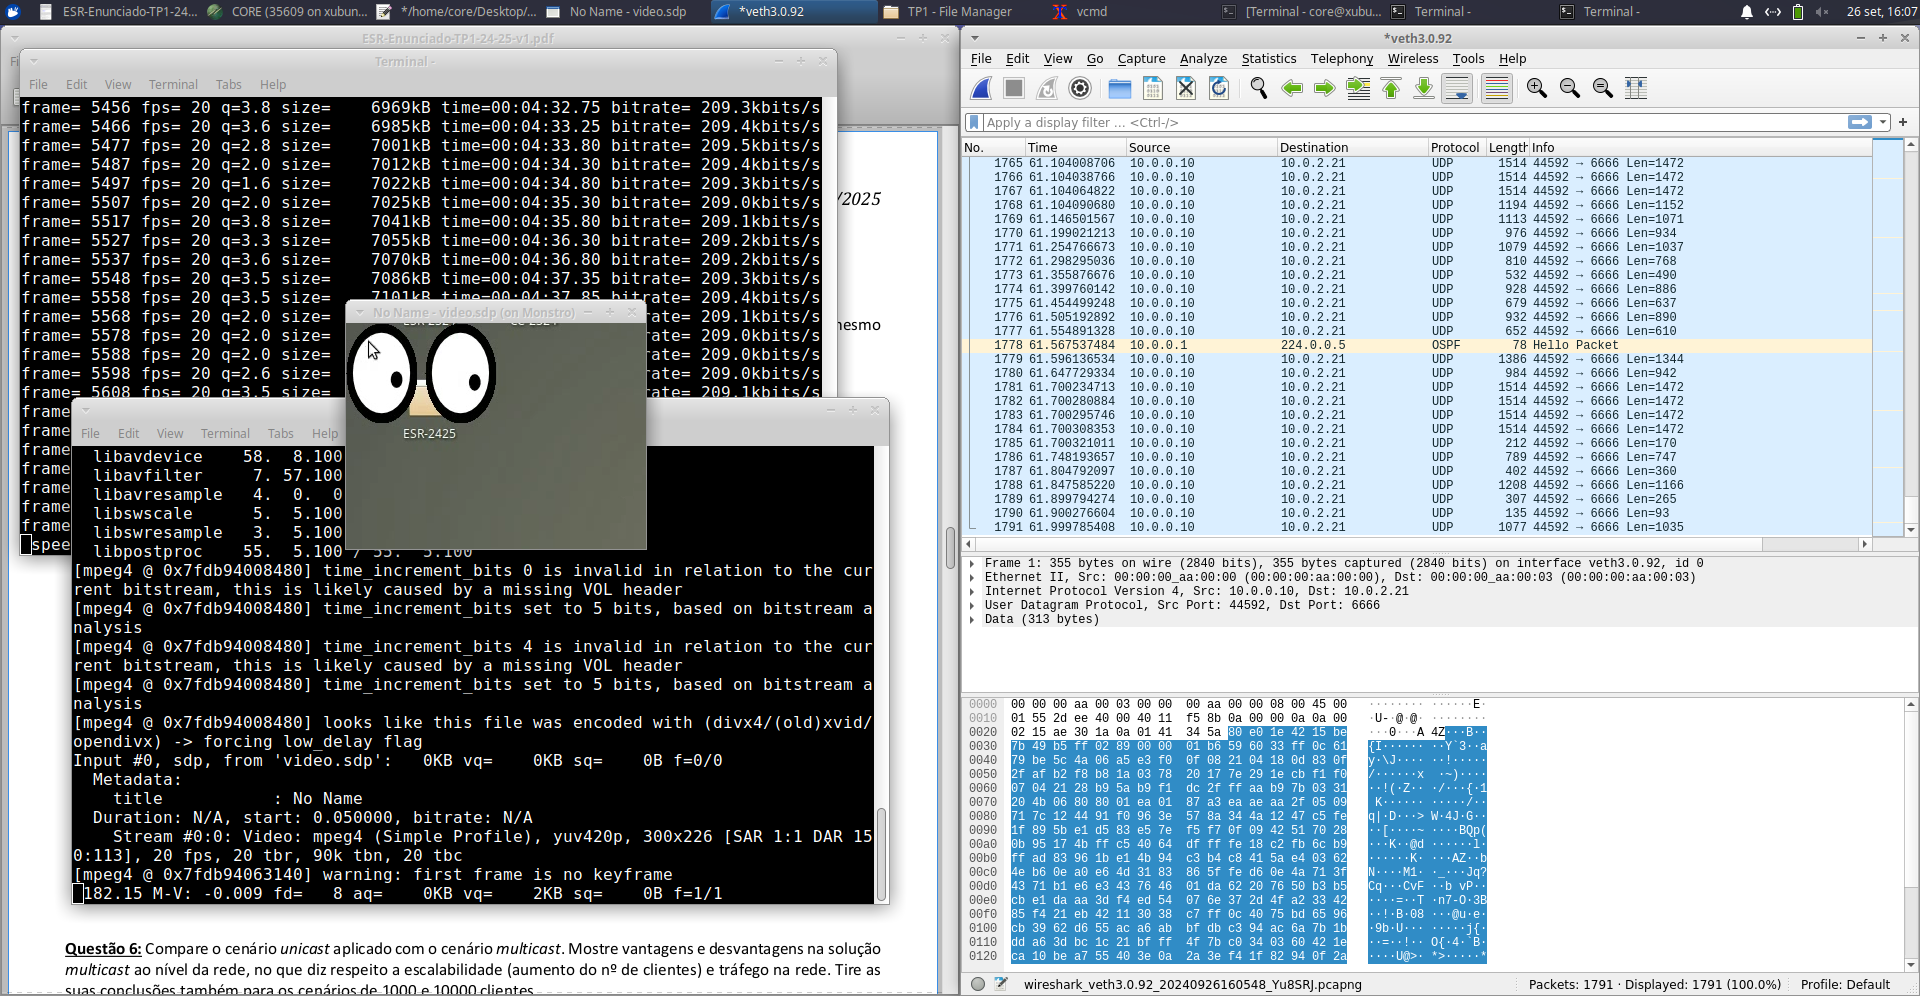 ESR-Enunciado-TP1-24...
CORE (35609 on xubun...
*/home/core/Desktop/...
No Name - video.sdp
*veth3.0.92
TP1 - File Manager
vcmd
[Terminal - core@xubu...
Terminal -
Terminal -
26 set, 16:07
ESR-Enunciado-TP1-24-25-v1.pdf
Terminal -
File Edit View Terminal Tabs Help
frame= 5456 fps= 20 q=3.8 size= 6969kB time=00:04:32.75 bitrate= 209.3kbits/s
frame= 5466 fps= 20 q=3.6 size= 6985kB time=00:04:33.25 bitrate= 209.4kbits/s
frame= 5477 fps= 20 q=2.8 size= 7001kB time=00:04:33.80 bitrate= 209.5kbits/s
frame= 5487 fps= 20 q=2.0 size= 7012kB time=00:04:34.30 bitrate= 209.4kbits/s
frame= 5497 fps= 20 q=1.6 size= 7022kB time=00:04:34.80 bitrate= 209.3kbits/s
frame= 5507 fps= 20 q=2.0 size= 7025kB time=00:04:35.30 bitrate= 209.0kbits/s
frame= 5517 fps= 20 q=3.8 size= 7041kB time=00:04:35.80 bitrate= 209.1kbits/s
frame= 5527 fps= 20 q=3.3 size= 7055kB time=00:04:36.30 bitrate= 209.2kbits/s
frame= 5537 fps= 20 q=3.6 size= 7070kB time=00:04:36.80 bitrate= 209.2kbits/s
frame= 5548 fps= 20 q=3.5 size= 7086kB time=00:04:37.35 bitrate= 209.3kbits/s
frame= 5558 fps= 20 q=3.5 size= 7101kB time=00:04:37.85 bitrate= 209.4kbits/s
frame= 5568 fps= 20 q=2.0 rate= 209.1kbits/s
frame= 5578 fps= 20 q=2.0 rate= 209.0kbits/s
frame= 5588 fps= 20 q=2.0 rate= 209.0kbits/s
frame= 5598 fps= 20 q=2.6 rate= 209.0kbits/s
frame= 5608 fps= 20 q=3.5 rate= 209.1kbits/s
frame
frame
frame
frame
frame
frame
frame
spee
/2025
nesmo
No Name - video.sdp (on Monstro)
ESR-2425
File Edit View Terminal Tabs Help
libavdevice 58. 8.100
libavfilter 7. 57.100
libavresample 4. 0. 0
libswscale 5. 5.100
libswresample 3. 5.100
libpostproc 55. 5.100 / 55. 5.100
[mpeg4 @ 0x7fdb94008480] time_increment_bits 0 is invalid in relation to the cur
rent bitstream, this is likely caused by a missing VOL header
[mpeg4 @ 0x7fdb94008480] time_increment_bits set to 5 bits, based on bitstream a
nalysis
[mpeg4 @ 0x7fdb94008480] time_increment_bits 4 is invalid in relation to the cur
rent bitstream, this is likely caused by a missing VOL header
[mpeg4 @ 0x7fdb94008480] time_increment_bits set to 5 bits, based on bitstream a
nalysis
[mpeg4 @ 0x7fdb94008480] looks like this file was encoded with (divx4/(old)xvid/
opendivx) -> forcing low_delay flag
Input #0, sdp, from 'video.sdp': 0KB vq= 0KB sq= 0B f=0/0
Metadata:
title : No Name
Duration: N/A, start: 0.050000, bitrate: N/A
Stream #0:0: Video: mpeg4 (Simple Profile), yuv420p, 300x226 [SAR 1:1 DAR 15
0:113], 20 fps, 20 tbr, 90k tbn, 20 tbc
[mpeg4 @ 0x7fdb94063140] warning: first frame is no keyframe
182.15 M-V: -0.009 fd= 8 aq= 0KB vq= 2KB sq= 0B f=1/1
Questão 6: Compare o cenário unicast aplicado com o cenário multicast. Mostre vantagens e desvantagens na solução
multicast ao nível da rede, no que diz respeito a escalabilidade (aumento do nº de clientes) e tráfego na rede. Tire as
suas conclusões também para os cenários de 1000 e 10000 clientes.
*veth3.0.92
File Edit View Go Capture Analyze Statistics Telephony Wireless Tools Help
Apply a display filter ... <Ctrl-/>
No. Time Source Destination Protocol Length Info
1765 61.104008706 10.0.0.10 10.0.2.21 UDP 1514 44592 → 6666 Len=1472
1766 61.104038766 10.0.0.10 10.0.2.21 UDP 1514 44592 → 6666 Len=1472
1767 61.104064822 10.0.0.10 10.0.2.21 UDP 1514 44592 → 6666 Len=1472
1768 61.104090680 10.0.0.10 10.0.2.21 UDP 1194 44592 → 6666 Len=1152
1769 61.146501567 10.0.0.10 10.0.2.21 UDP 1113 44592 → 6666 Len=1071
1770 61.199021213 10.0.0.10 10.0.2.21 UDP 976 44592 → 6666 Len=934
1771 61.254766673 10.0.0.10 10.0.2.21 UDP 1079 44592 → 6666 Len=1037
1772 61.298295036 10.0.0.10 10.0.2.21 UDP 810 44592 → 6666 Len=768
1773 61.355876676 10.0.0.10 10.0.2.21 UDP 532 44592 → 6666 Len=490
1774 61.399760142 10.0.0.10 10.0.2.21 UDP 928 44592 → 6666 Len=886
1775 61.454499248 10.0.0.10 10.0.2.21 UDP 679 44592 → 6666 Len=637
1776 61.505192892 10.0.0.10 10.0.2.21 UDP 932 44592 → 6666 Len=890
1777 61.554891328 10.0.0.10 10.0.2.21 UDP 652 44592 → 6666 Len=610
1778 61.567537484 10.0.0.1 224.0.0.5 OSPF 78 Hello Packet
1779 61.596136534 10.0.0.10 10.0.2.21 UDP 1386 44592 → 6666 Len=1344
1780 61.647729334 10.0.0.10 10.0.2.21 UDP 984 44592 → 6666 Len=942
1781 61.700234713 10.0.0.10 10.0.2.21 UDP 1514 44592 → 6666 Len=1472
1782 61.700280884 10.0.0.10 10.0.2.21 UDP 1514 44592 → 6666 Len=1472
1783 61.700295746 10.0.0.10 10.0.2.21 UDP 1514 44592 → 6666 Len=1472
1784 61.700308353 10.0.0.10 10.0.2.21 UDP 1514 44592 → 6666 Len=1472
1785 61.700321011 10.0.0.10 10.0.2.21 UDP 212 44592 → 6666 Len=170
1786 61.748193657 10.0.0.10 10.0.2.21 UDP 789 44592 → 6666 Len=747
1787 61.804792097 10.0.0.10 10.0.2.21 UDP 402 44592 → 6666 Len=360
1788 61.847585220 10.0.0.10 10.0.2.21 UDP 1208 44592 → 6666 Len=1166
1789 61.899794274 10.0.0.10 10.0.2.21 UDP 307 44592 → 6666 Len=265
1790 61.900276604 10.0.0.10 10.0.2.21 UDP 135 44592 → 6666 Len=93
1791 61.999785408 10.0.0.10 10.0.2.21 UDP 1077 44592 → 6666 Len=1035
Frame 1: 355 bytes on wire (2840 bits), 355 bytes captured (2840 bits) on interface veth3.0.92, id 0
Ethernet II, Src: 00:00:00_aa:00:00 (00:00:00:aa:00:00), Dst: 00:00:00_aa:00:03 (00:00:00:aa:00:03)
Internet Protocol Version 4, Src: 10.0.0.10, Dst: 10.0.2.21
User Datagram Protocol, Src Port: 44592, Dst Port: 6666
Data (313 bytes)
0000 00 00 00 aa 00 03 00 00 00 aa 00 00 08 00 45 00
0010 01 55 2d ee 40 00 40 11 f5 8b 0a 00 00 0a 0a 00
0020 02 15 ae 30 1a 0a 01 41 34 5a 80 e0 1e 42 15 be
0030 7b 49 b5 ff 02 89 00 00 01 b6 59 60 33 ff 0c 61
0040 79 be 5c 4a 06 a5 e3 f0 0f 08 21 04 18 0d 83 0f
0050 2f af b2 f8 b8 1a 03 78 20 17 7e 29 1e cb f1 f0
0060 07 04 21 28 b9 5a b9 f1 dc 2f ff aa b9 7b 03 31
0070 20 4b 06 80 80 01 ea 01 87 a3 ea ae aa 2f 05 09
0080 71 7c 12 44 91 f0 96 3e 57 8a 34 4a 12 47 c5 fe
0090 1f 89 5b e1 d5 83 e5 7e f5 f7 0f 09 42 51 70 28
00a0 0b 95 17 4b ff c5 40 64 df ff fe 18 c2 fb 6c b9
00b0 ff ad 83 96 1b e1 4b 94 c3 b4 c8 41 5a e4 03 62
00c0 4e b6 0e a0 e6 4d 31 83 86 5f fe d6 0e 4a 71 3f
00d0 43 71 b1 e6 e3 43 76 46 01 da 62 20 76 50 b3 b5
00e0 cb e1 da aa 3d f4 ed 54 07 6e 37 2d 4f a2 33 42
00f0 85 f4 21 eb 42 11 30 38 c7 ff 0c 40 75 bd 65 96
0100 cb 39 62 d6 55 ac a6 ab bf db c3 94 ac 6a 7b 1b
0110 dd a6 3d bc 1c 21 bf ff 4f 7b c0 34 03 60 42 1e
0120 ca 10 be a7 55 40 3e 0a 2a 3e f4 1f 82 94 0f 2a
wireshark_veth3.0.92_20240926160548_Yu8SRJ.pcapng
Packets: 1791 · Displayed: 1791 (100.0%)
Profile: Default